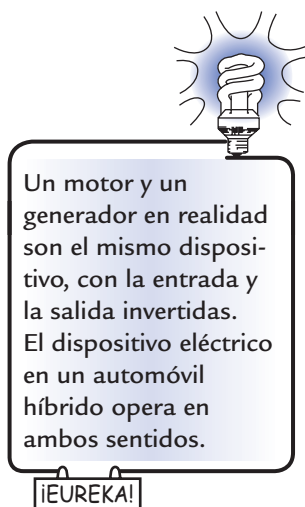 Un motor y un
generador en realidad
son el mismo disposi-
tivo, con la entrada y
la salida invertidas.
El dispositivo eléctrico
en un automóvil
híbrido opera en
ambos sentidos.
¡EUREKA!